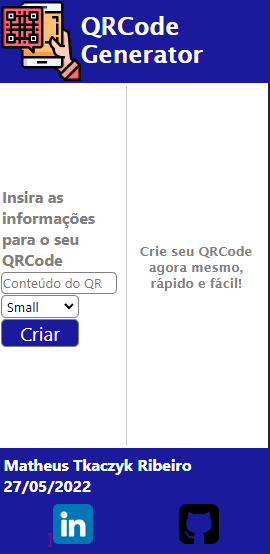 QRCode
Generator
Insira as
informações
para o seu
QRCode
Conteúdo do QR
Small
Criar
Crie seu QRCode
agora mesmo,
rápido e fácil!
Matheus Tkaczyk Ribeiro
27/05/2022
in